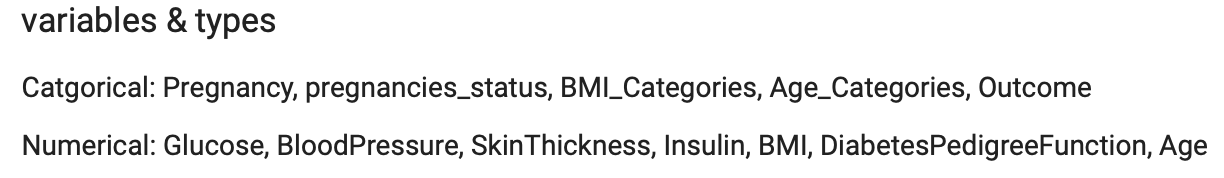 variables & types
Catgorical: Pregnancy, pregnancies_status, BMI_Categories, Age_Categories, Outcome
Numerical: Glucose, BloodPressure, SkinThickness, Insulin, BMI, DiabetesPedigreeFunction, Age